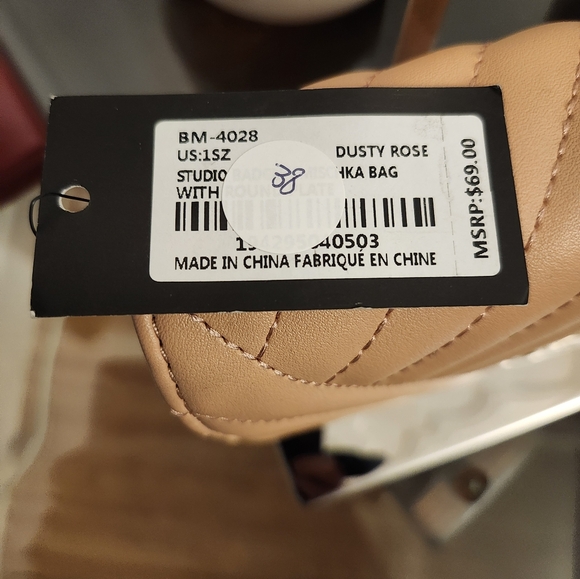 BM-4028
US:1SZ DUSTY ROSE
STUDIO BAG
WITH
40503
MADE IN CHINA FABRIQUÉ EN CHINE
MSRP:$69.00
38